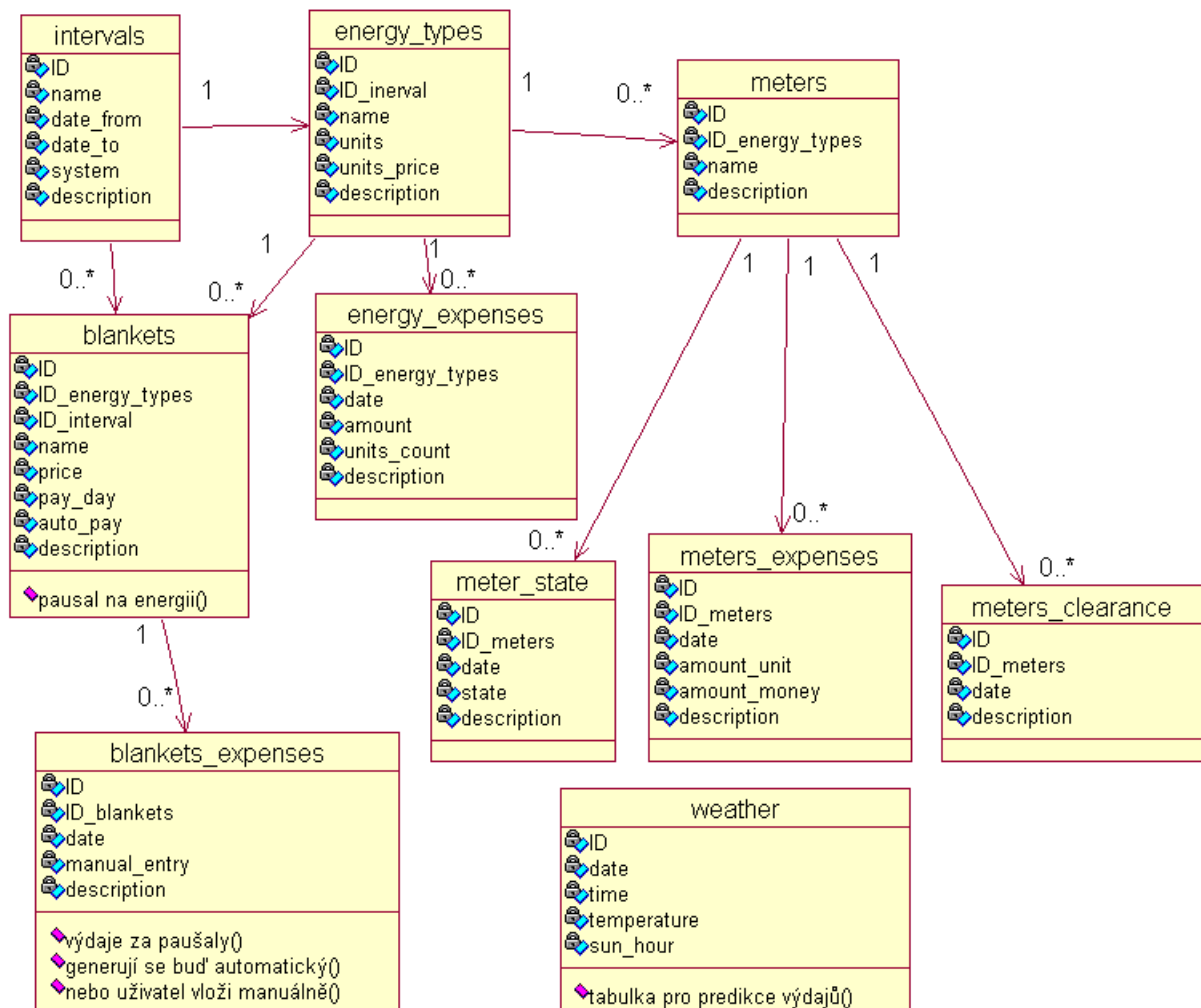 intervals
ID
name
date_from
date_to
system
description
1
energy_types
ID
ID_inerval
name
units
units_price
description
1
0..*
meters
ID
ID_energy_types
name
description
0..*
1
0..*
1
0..*
1
1
1
blankets
ID
ID_energy_types
ID_interval
name
price
pay_day
auto_pay
description
pausal na energii()
energy_expenses
ID
ID_energy_types
date
amount
units_count
description
0..*
0..*
0..*
meter_state
ID
ID_meters
date
state
description
meters_expenses
ID
ID_meters
date
amount_unit
amount_money
description
meters_clearance
ID
ID_meters
date
description
1
0..*
blankets_expenses
ID
ID_blankets
date
manual_entry
description
výdaje za paušaly()
generují se buď automatický()
nebo uživatel vloži manuálně()
weather
ID
date
time
temperature
sun_hour
tabulka pro predikce výdajů()